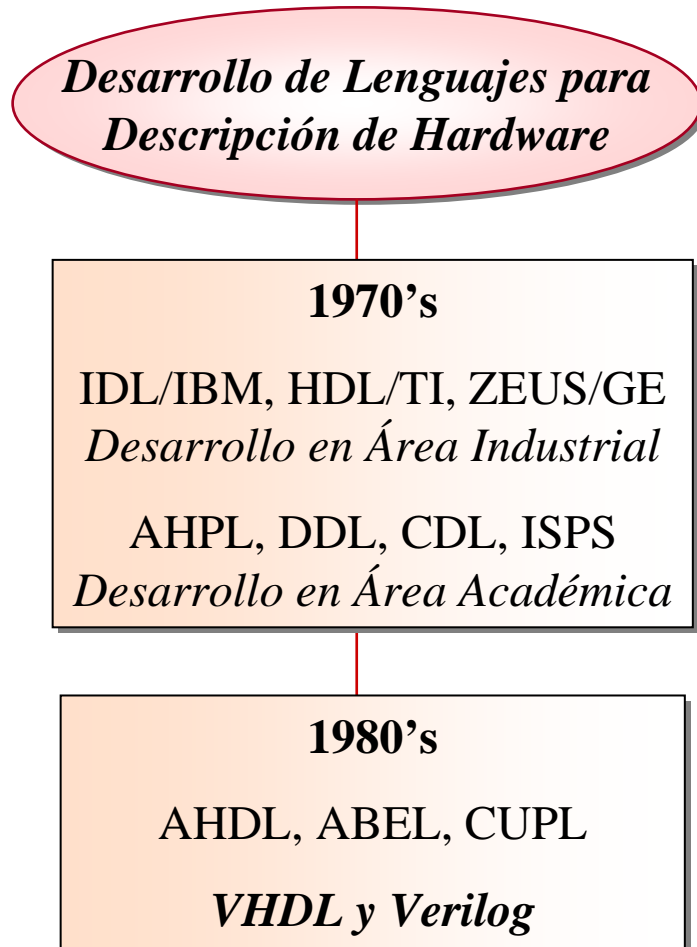 Desarrollo de Lenguajes para
Descripción de Hardware
1970’s
IDL/IBM, HDL/TI, ZEUS/GE
Desarrollo en Área Industrial
AHPL, DDL, CDL, ISPS
Desarrollo en Área Académica
1980’s
AHDL, ABEL, CUPL
VHDL y Verilog